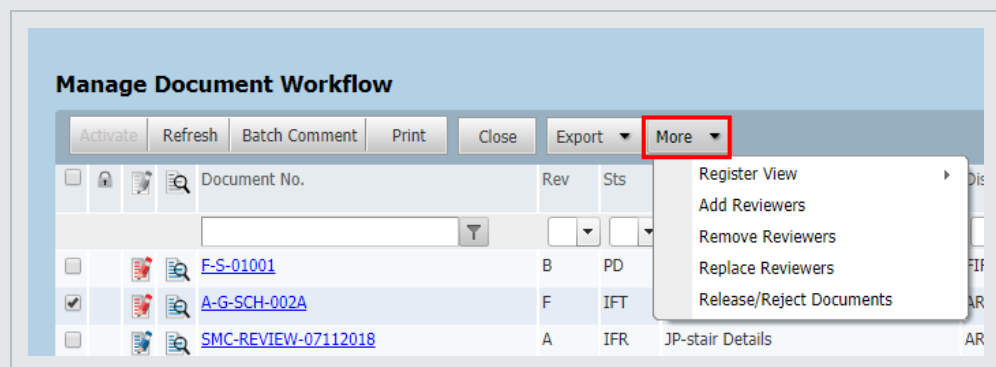 Manage Document Workflow
Activate Refresh Batch Comment Print Close Export More
Document No. Rev Sts
Register View
Add Reviewers
Remove Reviewers
Replace Reviewers
Release/Reject Documents
F-S-01001 B PD
A-G-SCH-002A F IFT AR
SMC-REVIEW-07112018 A IFR JP-stair Details AR